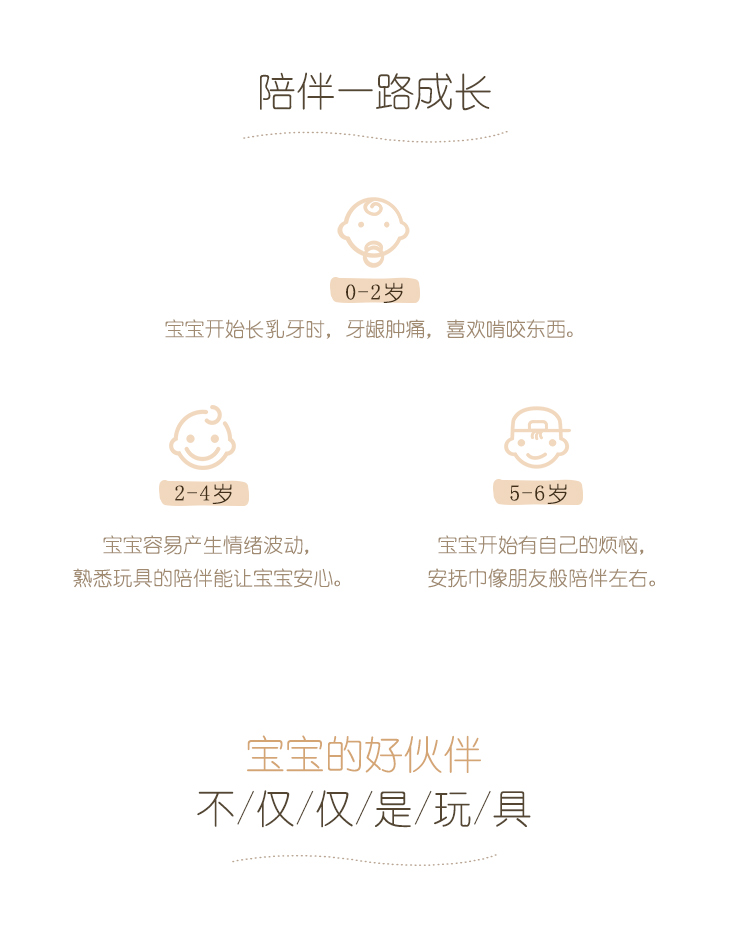 陪伴一路成长
0-2岁
宝宝开始长乳牙时，牙龈肿痛，喜欢啃咬东西。
2-4岁
宝宝容易产生情绪波动，
熟悉玩具的陪伴能让宝宝安心。
5-6岁
宝宝开始有自己的烦恼，
安抚巾像朋友般陪伴左右。
宝宝的好伙伴
不/仅/仅/是/玩/具